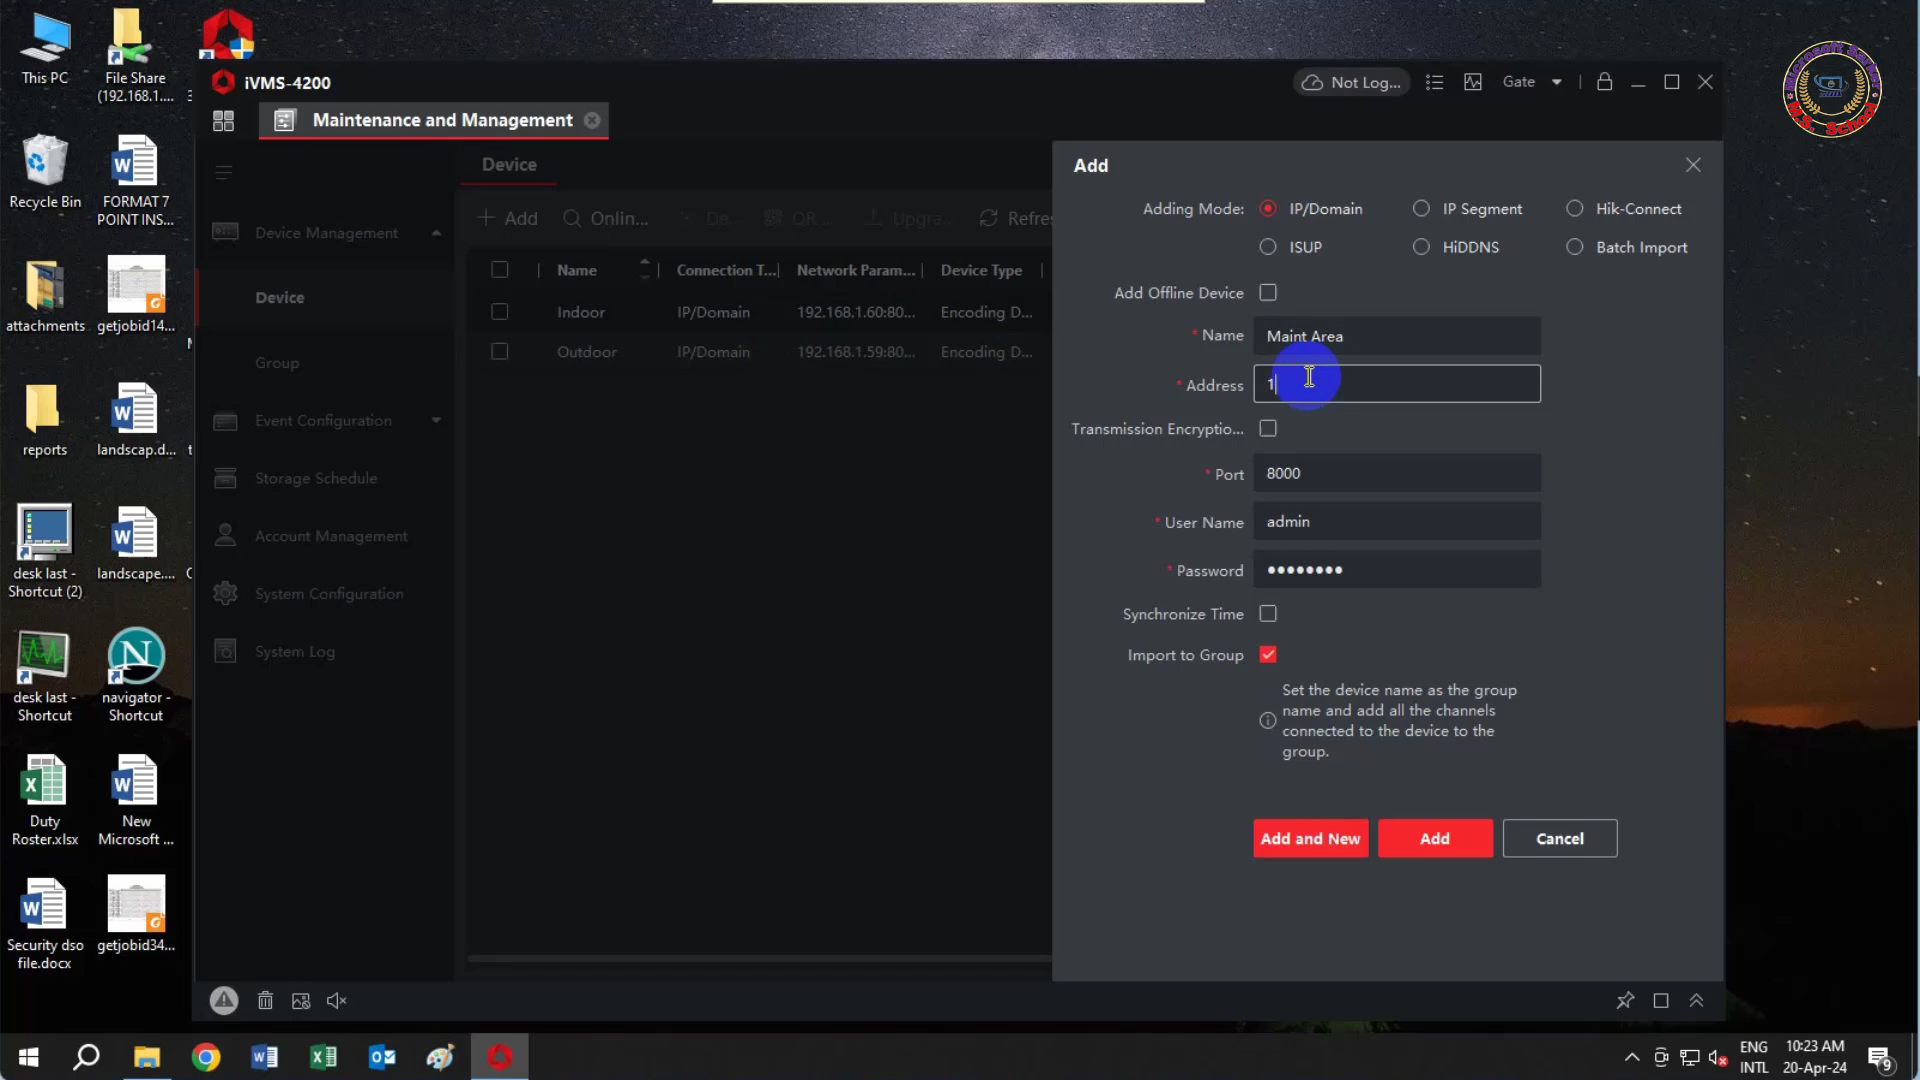 This PC
File Share
(192.168.1....
Recycle Bin
FORMAT 7
POINT INS...
attachments
getjobid14...
reports
landscap.d...
desk last -
Shortcut (2)
landscape....
desk last -
Shortcut
navigator -
Shortcut
Duty
Roster.xlsx
New
Microsoft ...
Security dso
file.docx
getjobid34...
iVMS-4200
Not Log...
Gate
Maintenance and Management
Device Management
Device
Group
Event Configuration
Storage Schedule
Account Management
System Configuration
System Log
Device
Add
Onlin...
De...
QR ...
Upgra...
Refres
Name
Connection T...
Network Param...
Device Type
Indoor
IP/Domain
192.168.1.60:80...
Encoding D...
Outdoor
IP/Domain
192.168.1.59:80...
Encoding D...
Add
Adding Mode:
IP/Domain
IP Segment
Hik-Connect
ISUP
HiDDNS
Batch Import
Add Offline Device
* Name
Maint Area
* Address
1
Transmission Encryptio...
* Port
8000
* User Name
admin
* Password
••••••••
Synchronize Time
Import to Group
Set the device name as the group
name and add all the channels
connected to the device to the
group.
Add and New
Add
Cancel
Microsoft Sarker
M.S. School
ENG
INTL
10:23 AM
20-Apr-24
9